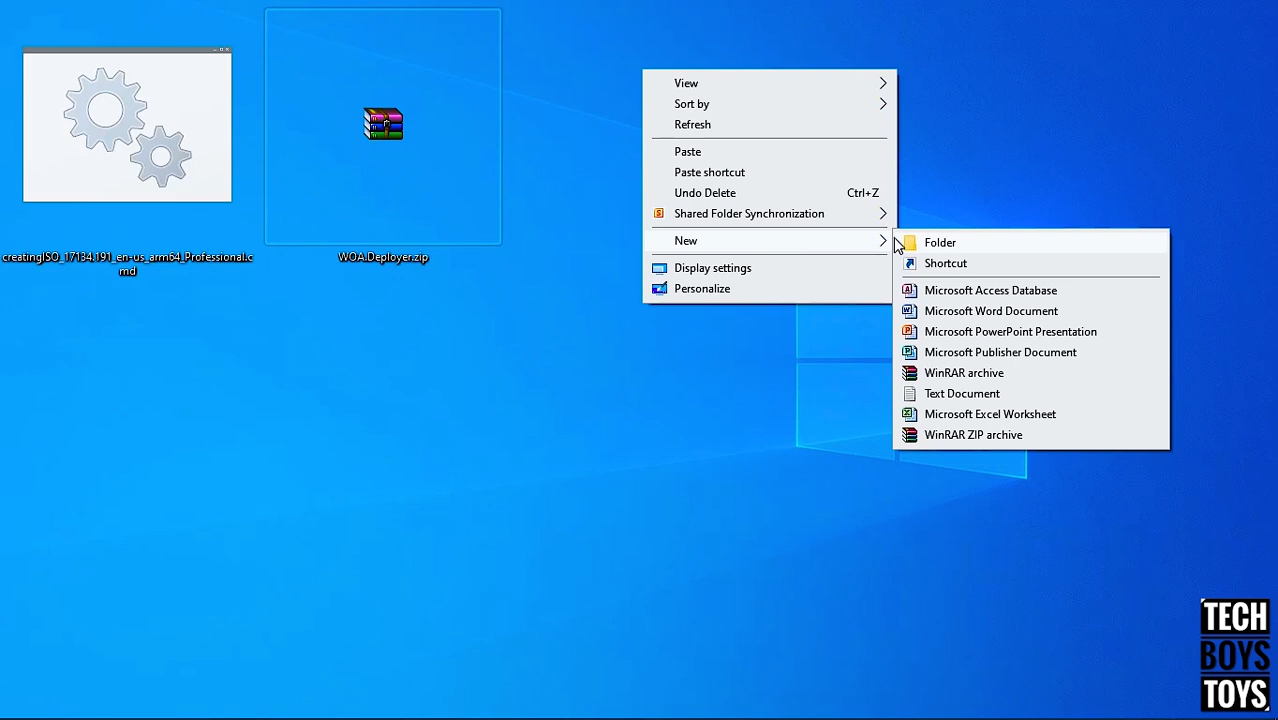 creatingISO_17134.191_en-us_arm64_Professional.c
md
WOA.Deployer.zip
View
Sort by
Refresh
Paste
Paste shortcut
Undo Delete Ctrl+Z
Shared Folder Synchronization
New
Display settings
Personalize
Folder
Shortcut
Microsoft Access Database
Microsoft Word Document
Microsoft PowerPoint Presentation
Microsoft Publisher Document
WinRAR archive
Text Document
Microsoft Excel Worksheet
WinRAR ZIP archive
TECH
BOYS
TOYS